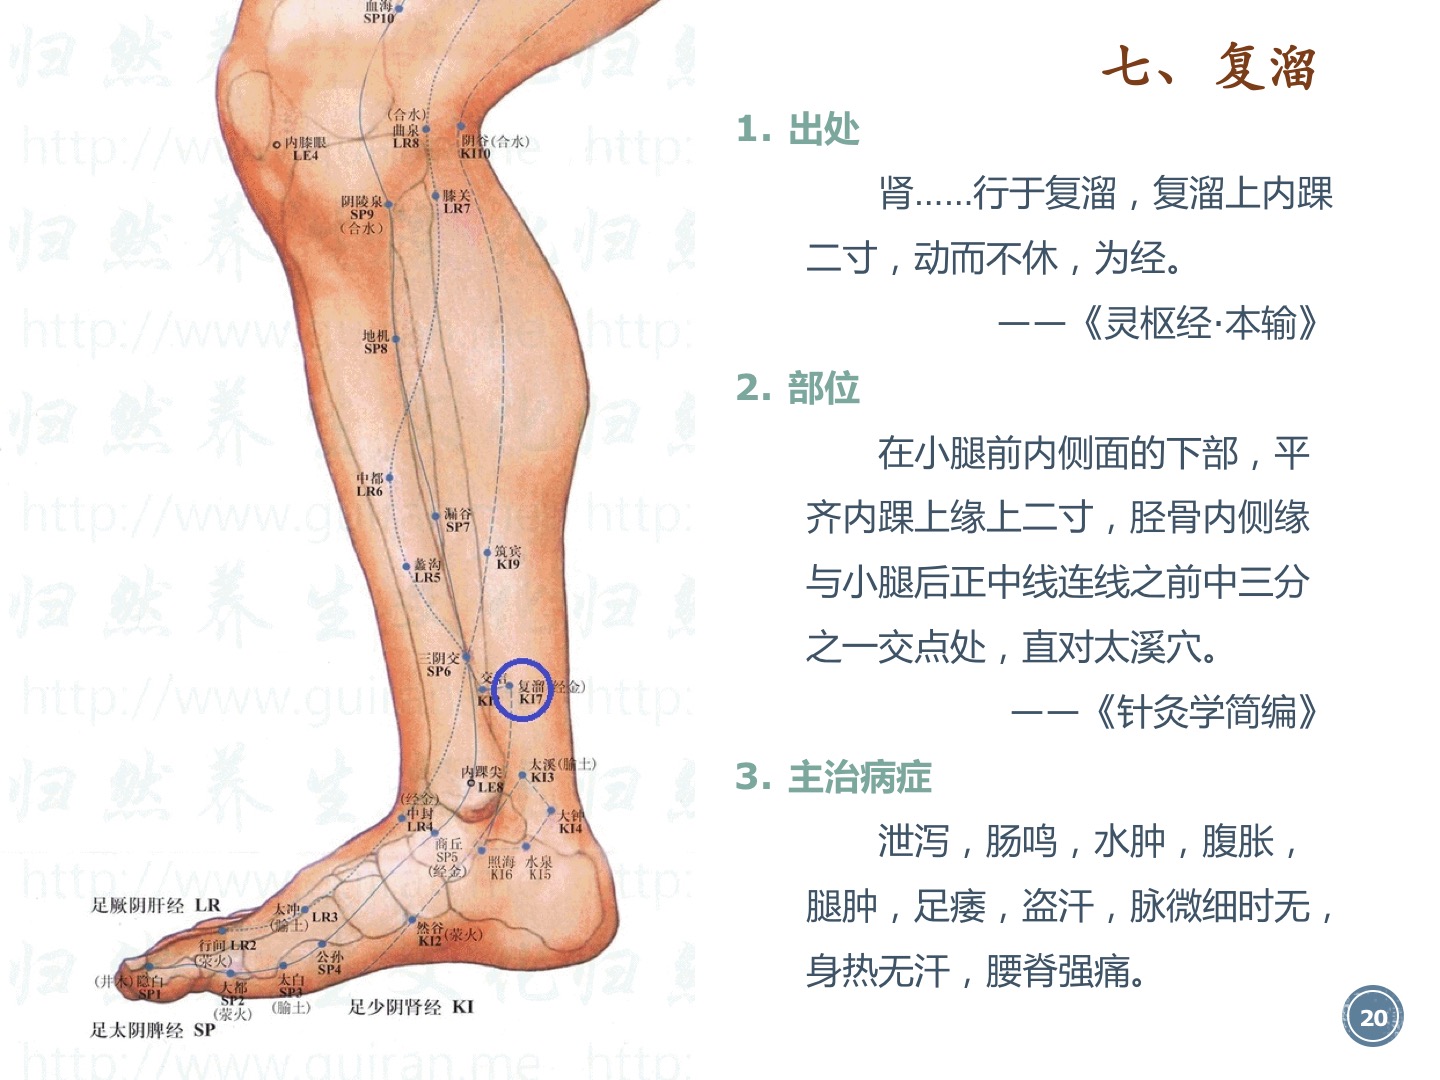 七、复溜
1. 出处
肾……行于复溜，复溜上内踝
二寸，动而不休，为经。
——《灵枢经·本输》
2. 部位
在小腿前内侧面的下部，平
齐内踝上缘上二寸，胫骨内侧缘
与小腿后正中线连线之前中三分
之一交点处，直对太溪穴。
——《针灸学简编》
3. 主治病症
泄泻，肠鸣，水肿，腹胀，
腿肿，足痿，盗汗，脉微细时无，
身热无汗，腰脊强痛。
20
血海
SP10
(合水)
曲泉
LR8
阴谷(合水)
KI10
内膝眼
LE4
膝关
LR7
阴陵泉
SP9
(合水)
地机
SP8
中都
LR6
漏谷
SP7
筑宾
KI9
蠡沟
LR5
三阴交
SP6
复溜(经金)
KI7
太溪(腧土)
KI3
内踝尖
LE8
(经金)
中封
LR4
大钟
KI4
商丘
SP5
(经金)
照海
KI6
水泉
KI5
太冲
(腧土)
LR3
然谷
KI2(荥火)
行间 LR2
(荥火)
公孙
SP4
(井木)隐白
SP1
大都
SP2
(荥火)
太白
SP3
(腧土)
足厥阴肝经 LR
足少阴肾经 KI
足太阴脾经 SP
归然养生文化
http://www.guiran.me